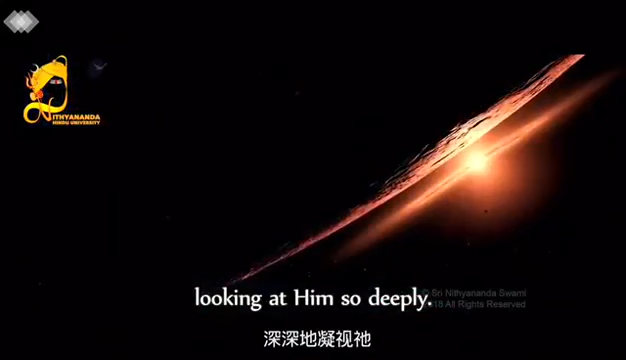 NITHYANANDA
HINDU UNIVERSITY
looking at Him so deeply.
© Sri Nithyananda Swami
2018 All Rights Reserved
深深地凝视祂